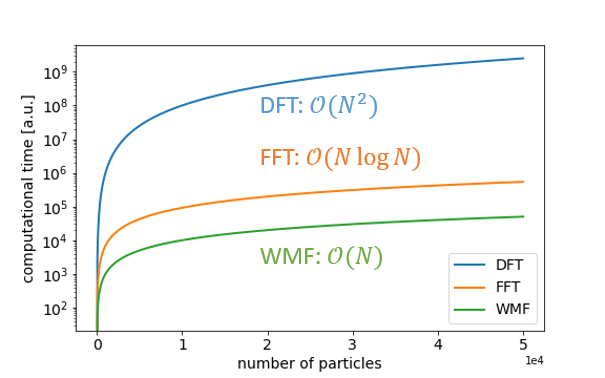 10⁹
10⁸
10⁷
10⁶
10⁵
10⁴
10³
10²
computational time [a.u.]
DFT: 𝒪(N²)
FFT: 𝒪(N log N)
WMF: 𝒪(N)
DFT
FFT
WMF
0 1 2 3 4 5
1e4
number of particles